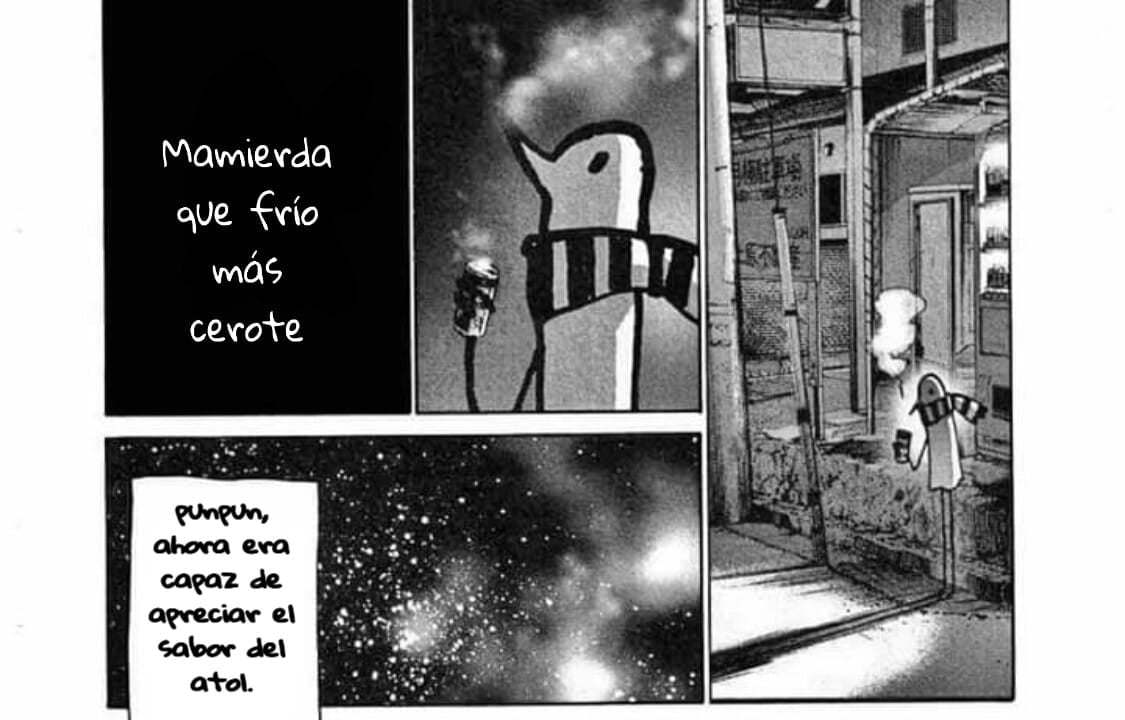 Mamierda
que frío
más
cerote
punpun,
ahora era
capaz de
apreciar el
sabor del
atol.